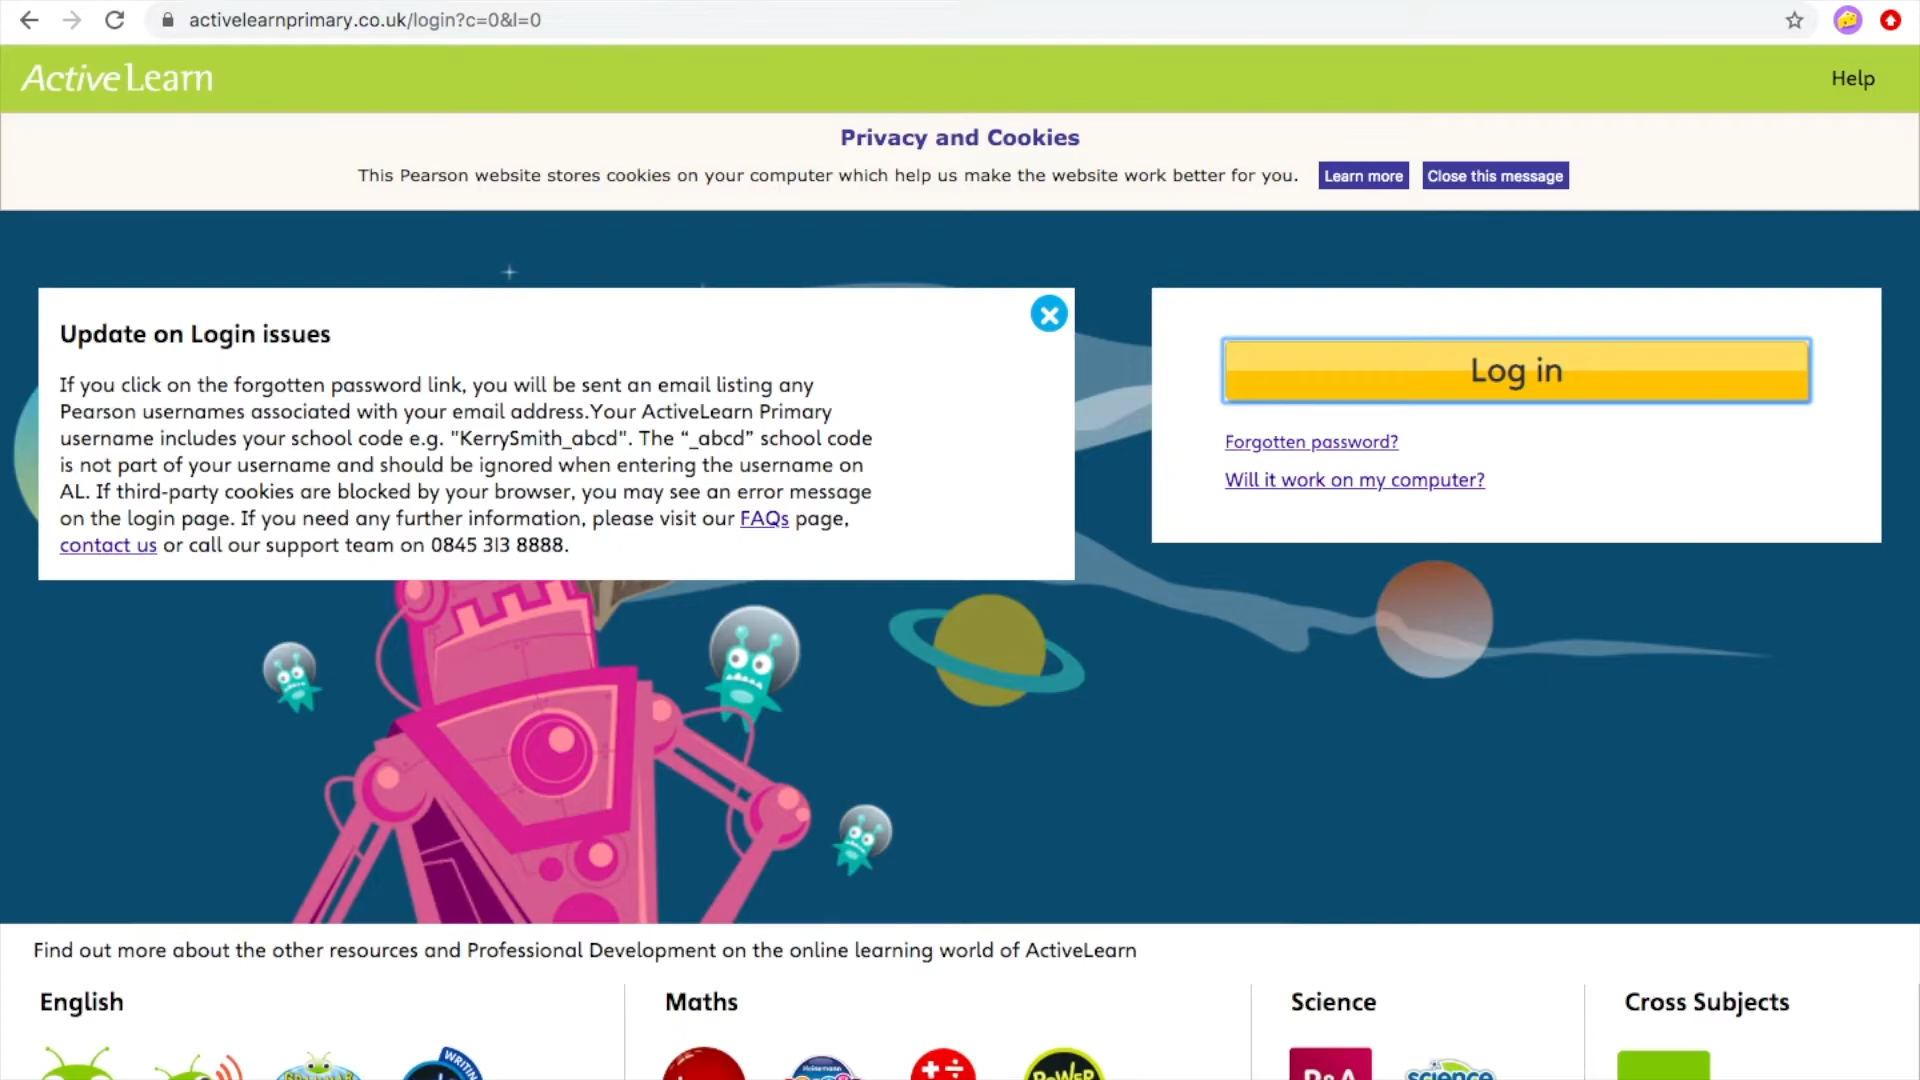 activelearnprimary.co.uk/login?c=0&l=0
ActiveLearn
Help
Privacy and Cookies
This Pearson website stores cookies on your computer which help us make the website work better for you.
Learn more
Close this message
Update on Login issues
If you click on the forgotten password link, you will be sent an email listing any
Pearson usernames associated with your email address.Your ActiveLearn Primary
username includes your school code e.g. "KerrySmith_abcd". The “_abcd” school code
is not part of your username and should be ignored when entering the username on
AL. If third-party cookies are blocked by your browser, you may see an error message
on the login page. If you need any further information, please visit our FAQs page,
contact us or call our support team on 0845 313 8888.
Log in
Forgotten password?
Will it work on my computer?
Find out more about the other resources and Professional Development on the online learning world of ActiveLearn
English
Maths
Science
Cross Subjects
WRITING
Heinemann
POWER
science